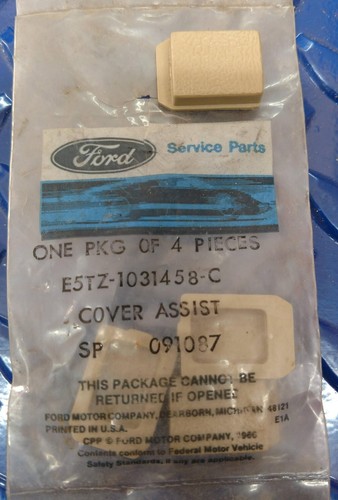 Ford
Service Parts
ONE PKG OF 4 PIECES
E5TZ-1031458-C
COVER ASSIST
SP 091087
THIS PACKAGE CANNOT BE
RETURNED IF OPENED
FORD MOTOR COMPANY, DEARBORN, MICHIGAN 48121
PRINTED IN U.S.A. E1A
CPP © FORD MOTOR COMPANY,
Contents conform to Federal Motor Vehicle
Safety Standards, if any are applicable.